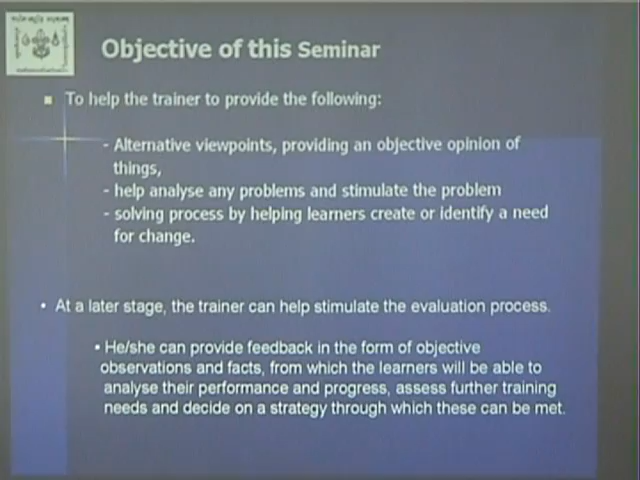 Objective of this Seminar
To help the trainer to provide the following:
- Alternative viewpoints, providing an objective opinion of
things,
- help analyse any problems and stimulate the problem
- solving process by helping learners create or identify a need
for change.
• At a later stage, the trainer can help stimulate the evaluation process.
• He/she can provide feedback in the form of objective
observations and facts, from which the learners will be able to
analyse their performance and progress, assess further training
needs and decide on a strategy through which these can be met.